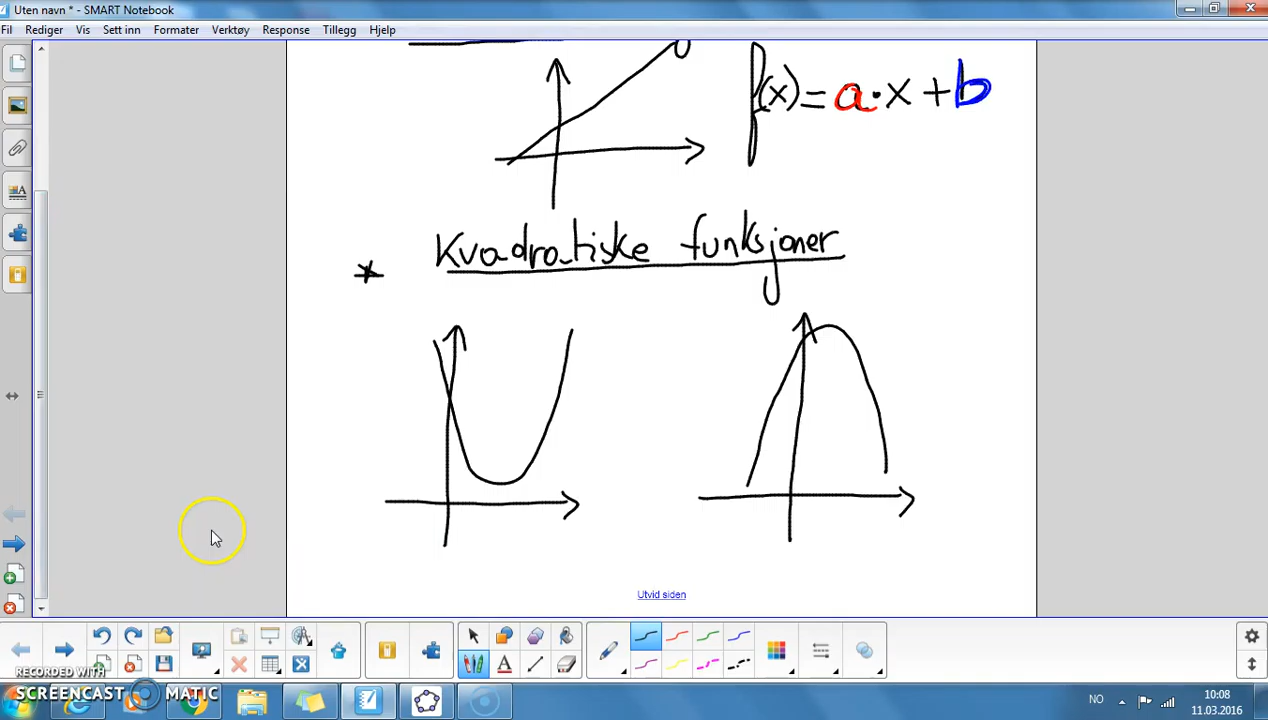 Uten navn * - SMART Notebook
Fil Rediger Vis Sett inn Formater Verktøy Response Tillegg Hjelp
f(x) = a·x + b
* Kvadratiske funksjoner
Utvid siden
RECORDED WITH
SCREENCAST MATIC
NO
10:08
11.03.2016